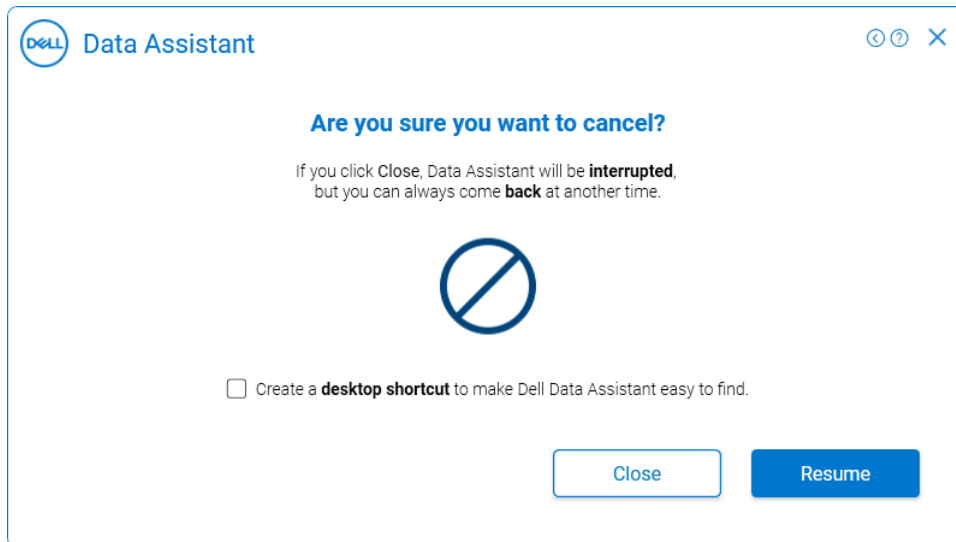 DELL Data Assistant
Are you sure you want to cancel?
If you click Close, Data Assistant will be interrupted,
but you can always come back at another time.
Create a desktop shortcut to make Dell Data Assistant easy to find.
Close Resume